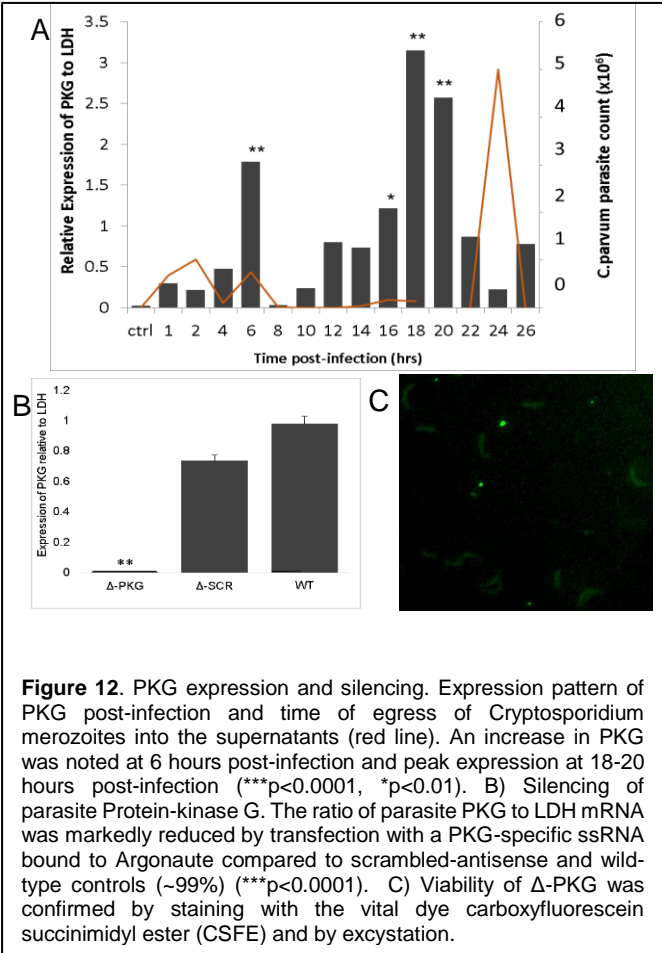 A
Relative Expression of PKG to LDH
3.5
3
2.5
2
1.5
1
0.5
0
**
*
**
**
6
5
4
3
2
1
0
C.parvum parasite count (x10⁶)
ctrl 1 2 4 6 8 10 12 14 16 18 20 22 24 26
Time post-infection (hrs)
B
Expression of PKG relative to LDH
1.2
1
0.8
0.6
0.4
0.2
0
**
Δ-PKG Δ-SCR WT
C
Figure 12. PKG expression and silencing. Expression pattern of
PKG post-infection and time of egress of Cryptosporidium
merozoites into the supernatants (red line). An increase in PKG
was noted at 6 hours post-infection and peak expression at 18-20
hours post-infection (***p<0.0001, *p<0.01). B) Silencing of
parasite Protein-kinase G. The ratio of parasite PKG to LDH mRNA
was markedly reduced by transfection with a PKG-specific ssRNA
bound to Argonaute compared to scrambled-antisense and wild-
type controls (~99%) (***p<0.0001). C) Viability of Δ-PKG was
confirmed by staining with the vital dye carboxyfluorescein
succinimidyl ester (CSFE) and by excystation.